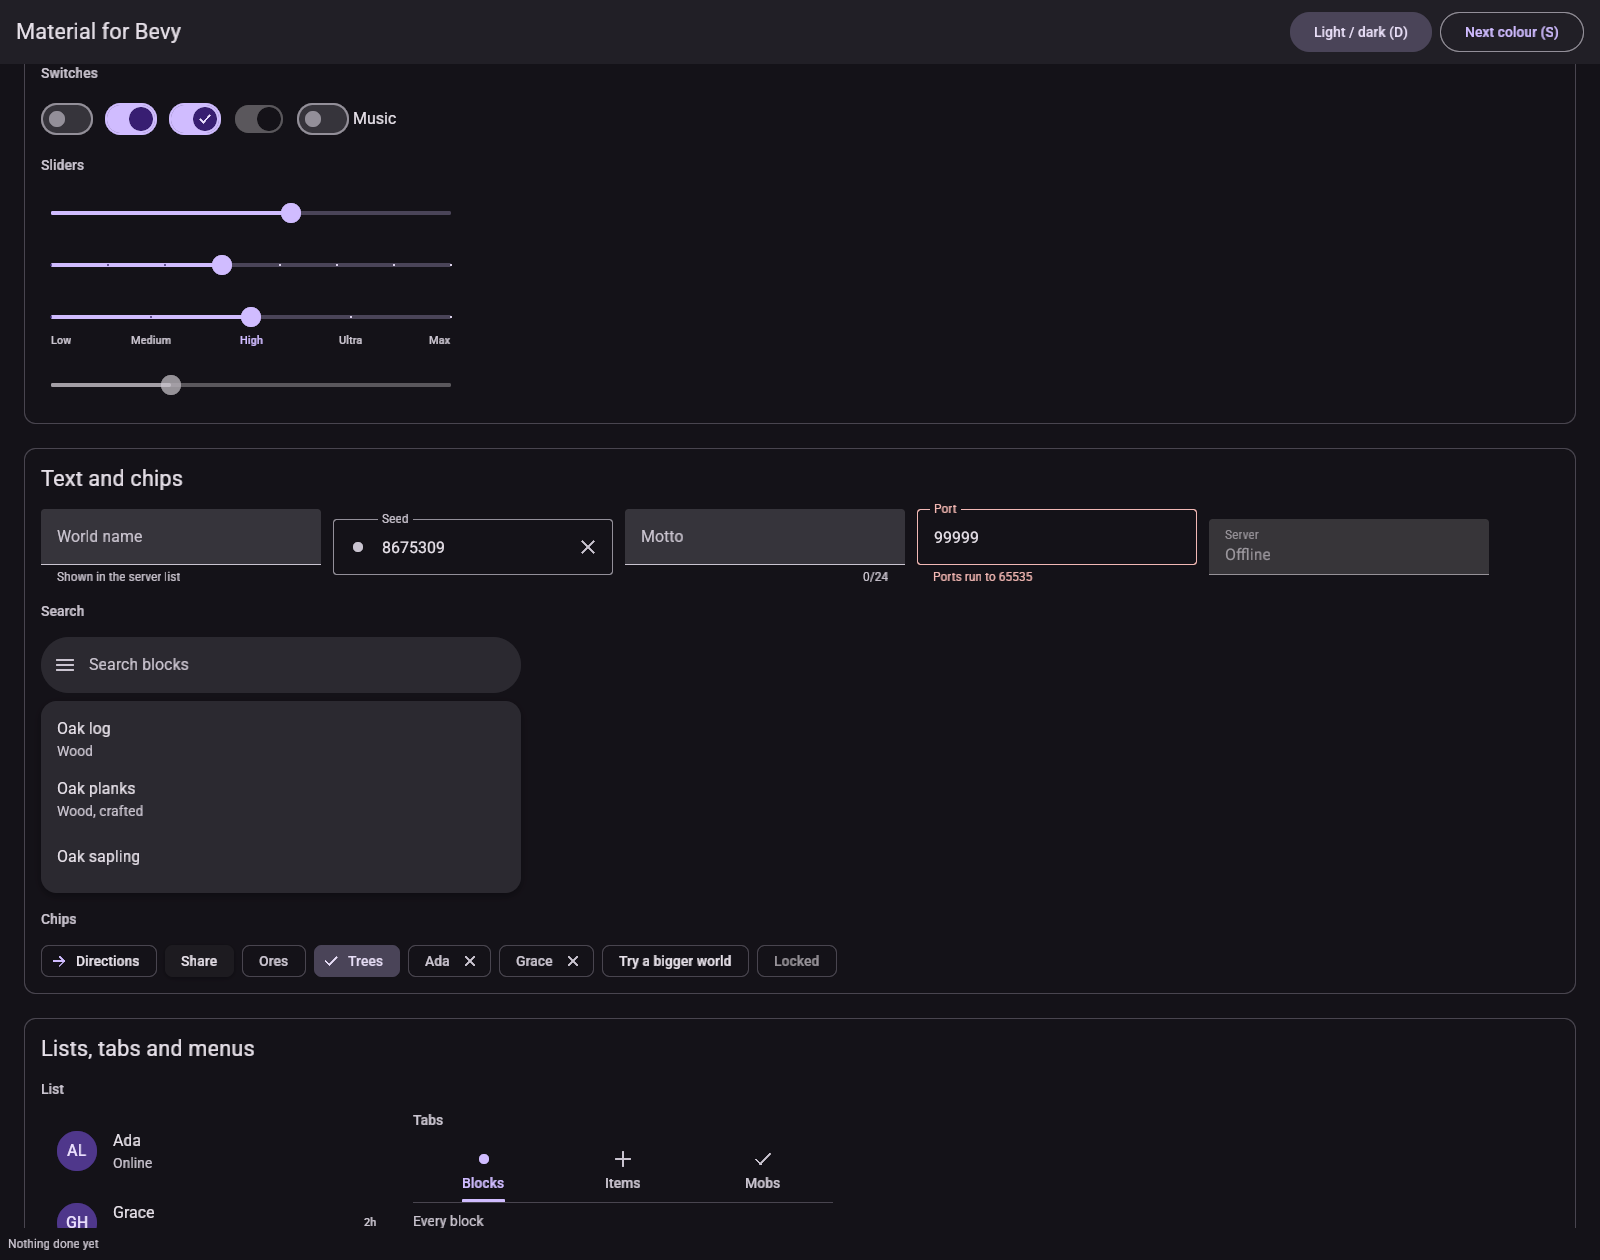 Material for Bevy
Light / dark (D)
Next colour (S)
Switches
Music
Sliders
Low Medium High Ultra Max
Text and chips
World name
Shown in the server list
Seed
8675309
Motto
0/24
Port
99999
Ports run to 65535
Server
Offline
Search
Search blocks
Oak log
Wood
Oak planks
Wood, crafted
Oak sapling
Chips
Directions Share Ores Trees Ada Grace Try a bigger world Locked
Lists, tabs and menus
List
AL
Ada
Online
GH
Grace
2h
Tabs
Blocks Items Mobs
Every block
Nothing done yet